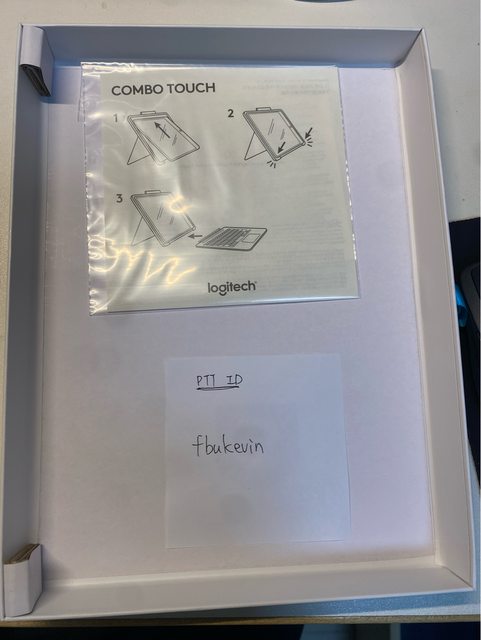 COMBO TOUCH
1
2
3
logitech
PTT ID
fbukevin